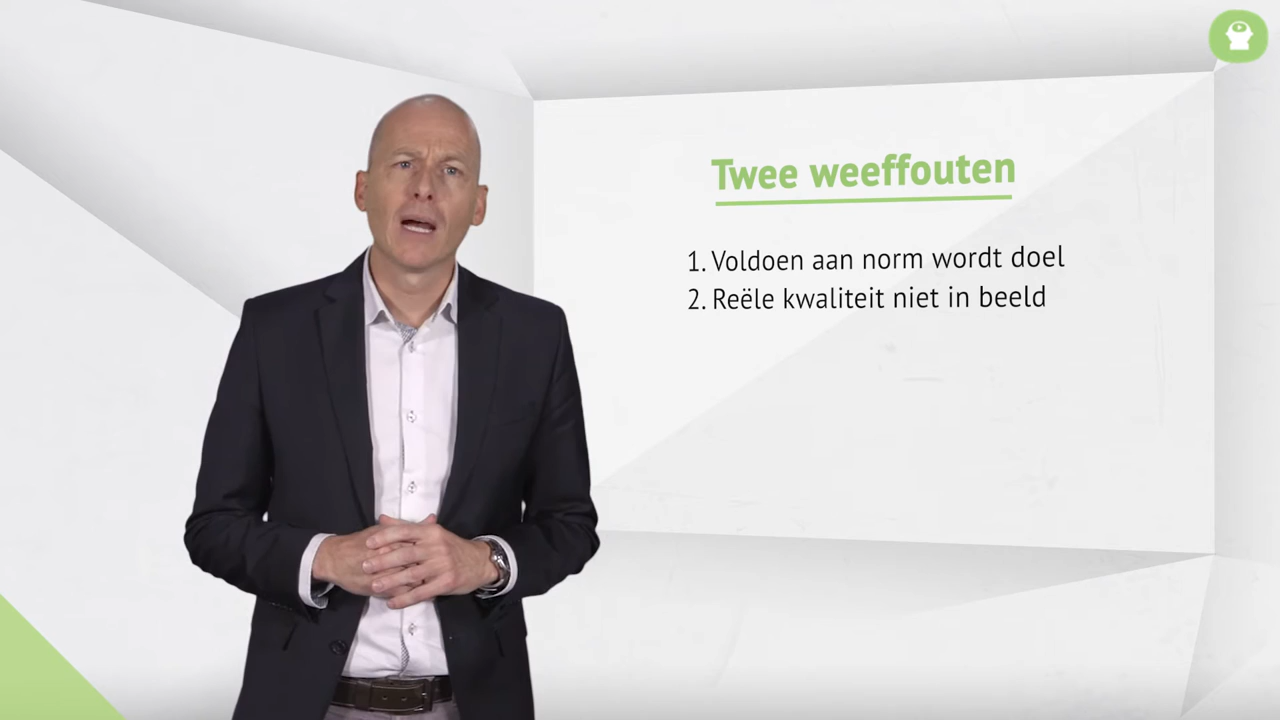 Twee weeffouten
1. Voldoen aan norm wordt doel
2. Reële kwaliteit niet in beeld